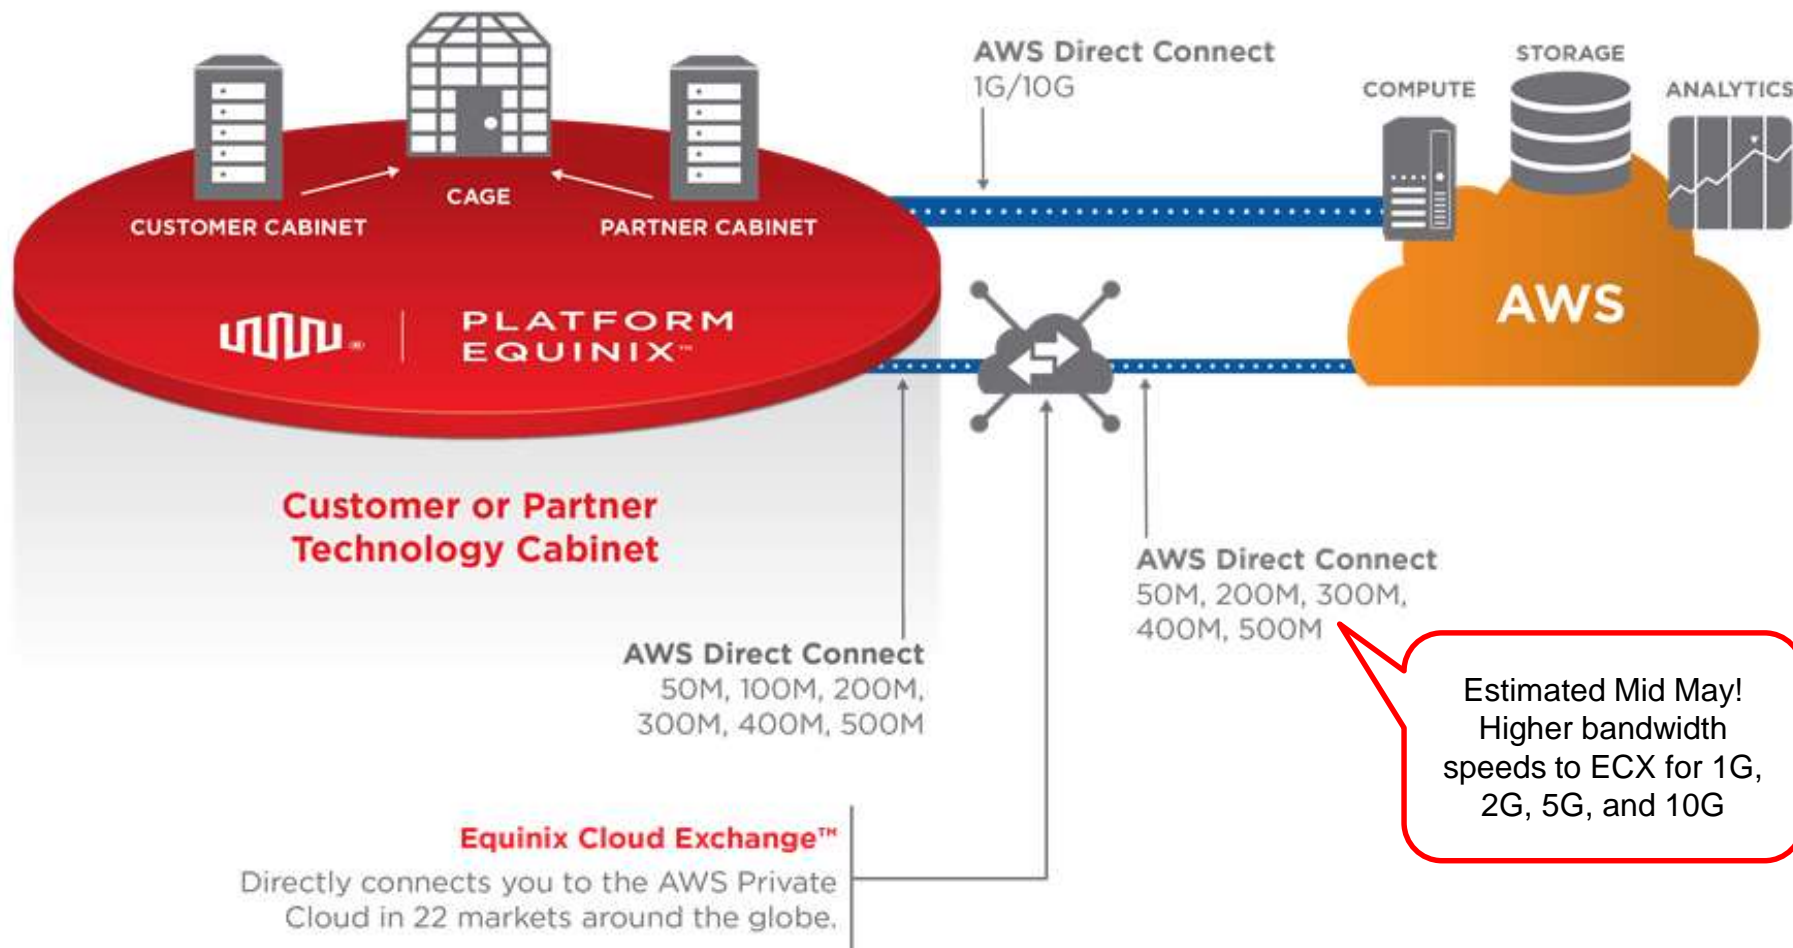 AWS Direct Connect
1G/10G
STORAGE
COMPUTE
ANALYTICS
CAGE
CUSTOMER CABINET
PARTNER CABINET
AWS
PLATFORM
EQUINIX™
®
Customer or Partner
Technology Cabinet
AWS Direct Connect
50M, 200M, 300M,
400M, 500M
AWS Direct Connect
50M, 100M, 200M,
300M, 400M, 500M
Estimated Mid May!
Higher bandwidth
speeds to ECX for 1G,
2G, 5G, and 10G
Equinix Cloud Exchange™
Directly connects you to the AWS Private
Cloud in 22 markets around the globe.